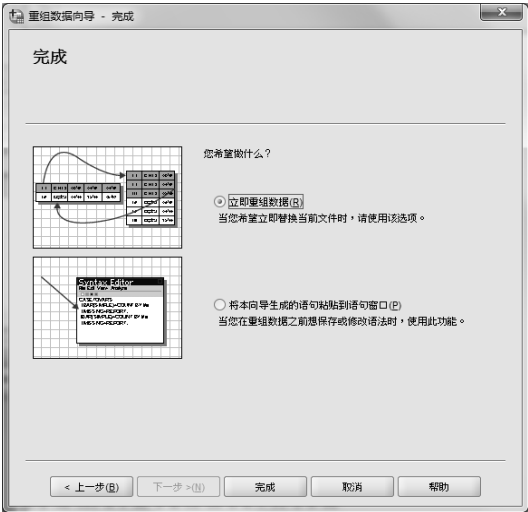 重组数据向导 - 完成
完成
您希望做什么？
立即重组数据(R)
当您希望立即替换当前文件时，请使用该选项。
Syntax Editor
File Edit View Analyze
将本向导生成的语句粘贴到语句窗口(P)
当您在重组数据之前想保存或修改语法时，使用此功能。
< 上一步(B)
下一步 >(N)
完成
取消
帮助